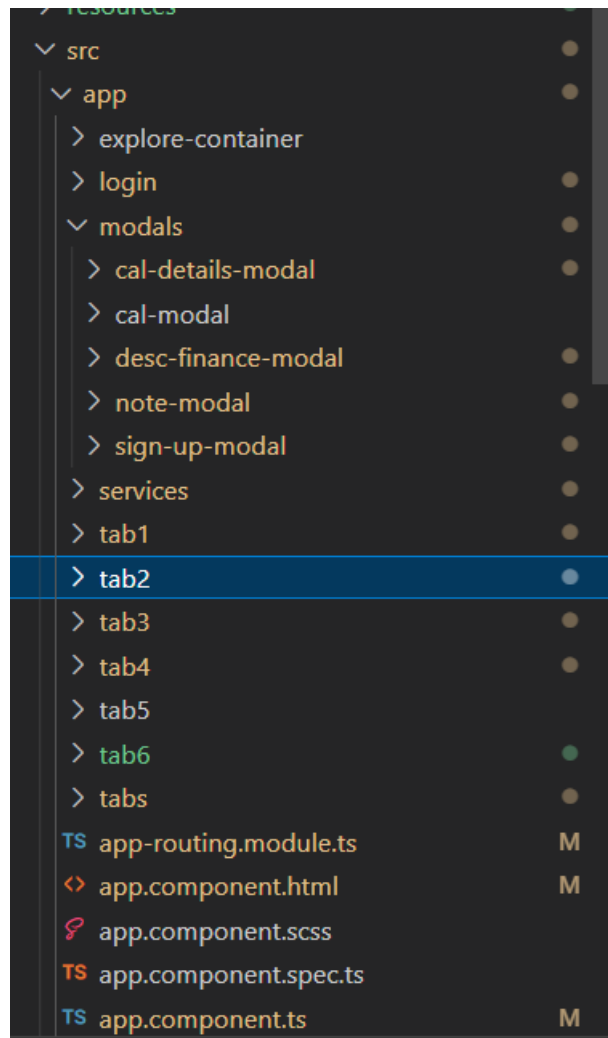 resources
src
app
explore-container
login
modals
cal-details-modal
cal-modal
desc-finance-modal
note-modal
sign-up-modal
services
tab1
tab2
tab3
tab4
tab5
tab6
tabs
TS app-routing.module.ts M
<> app.component.html M
app.component.scss
TS app.component.spec.ts
TS app.component.ts M